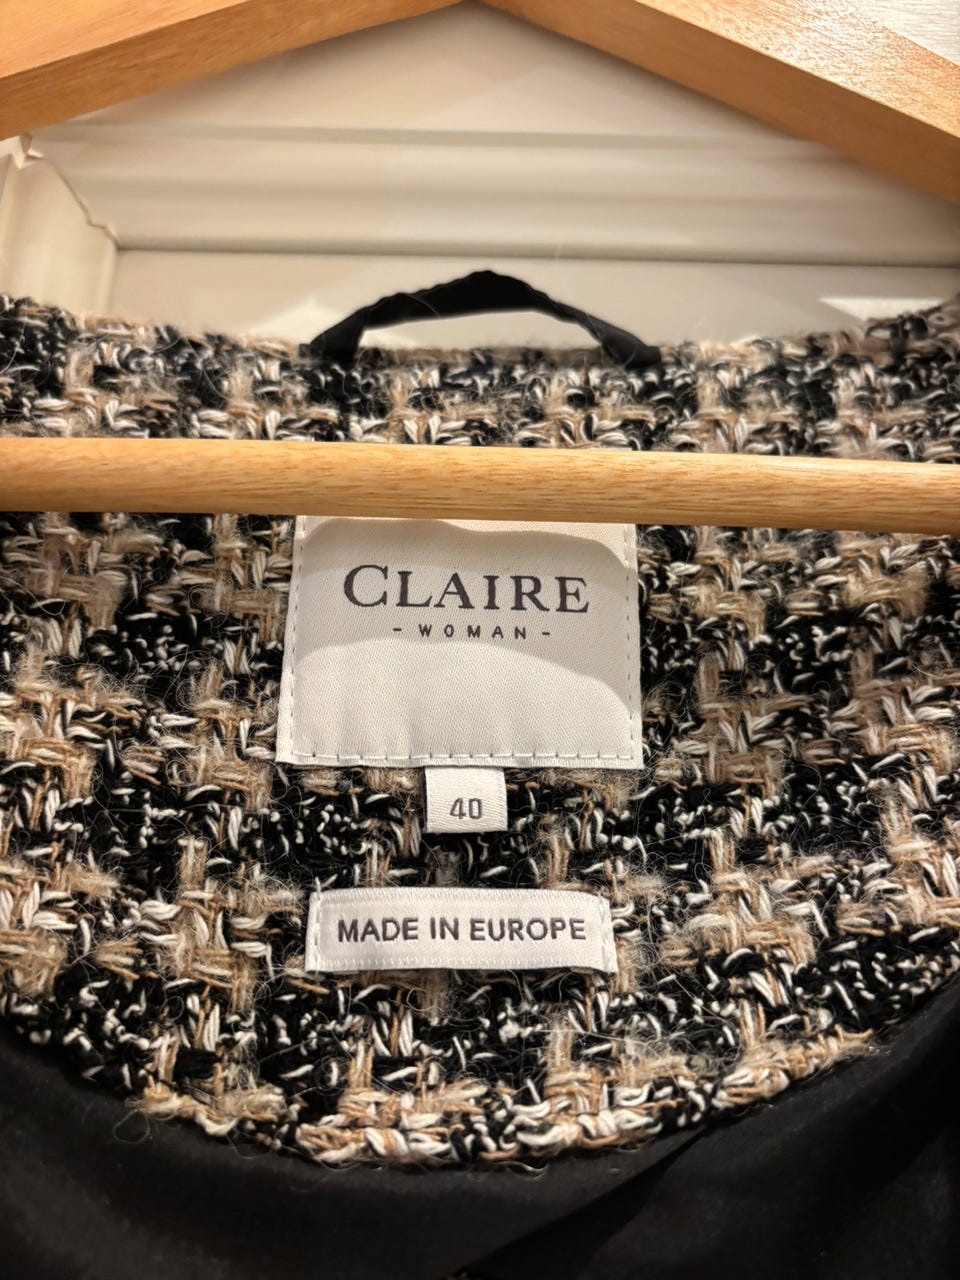 CLAIRE
- WOMAN -
40
MADE IN EUROPE